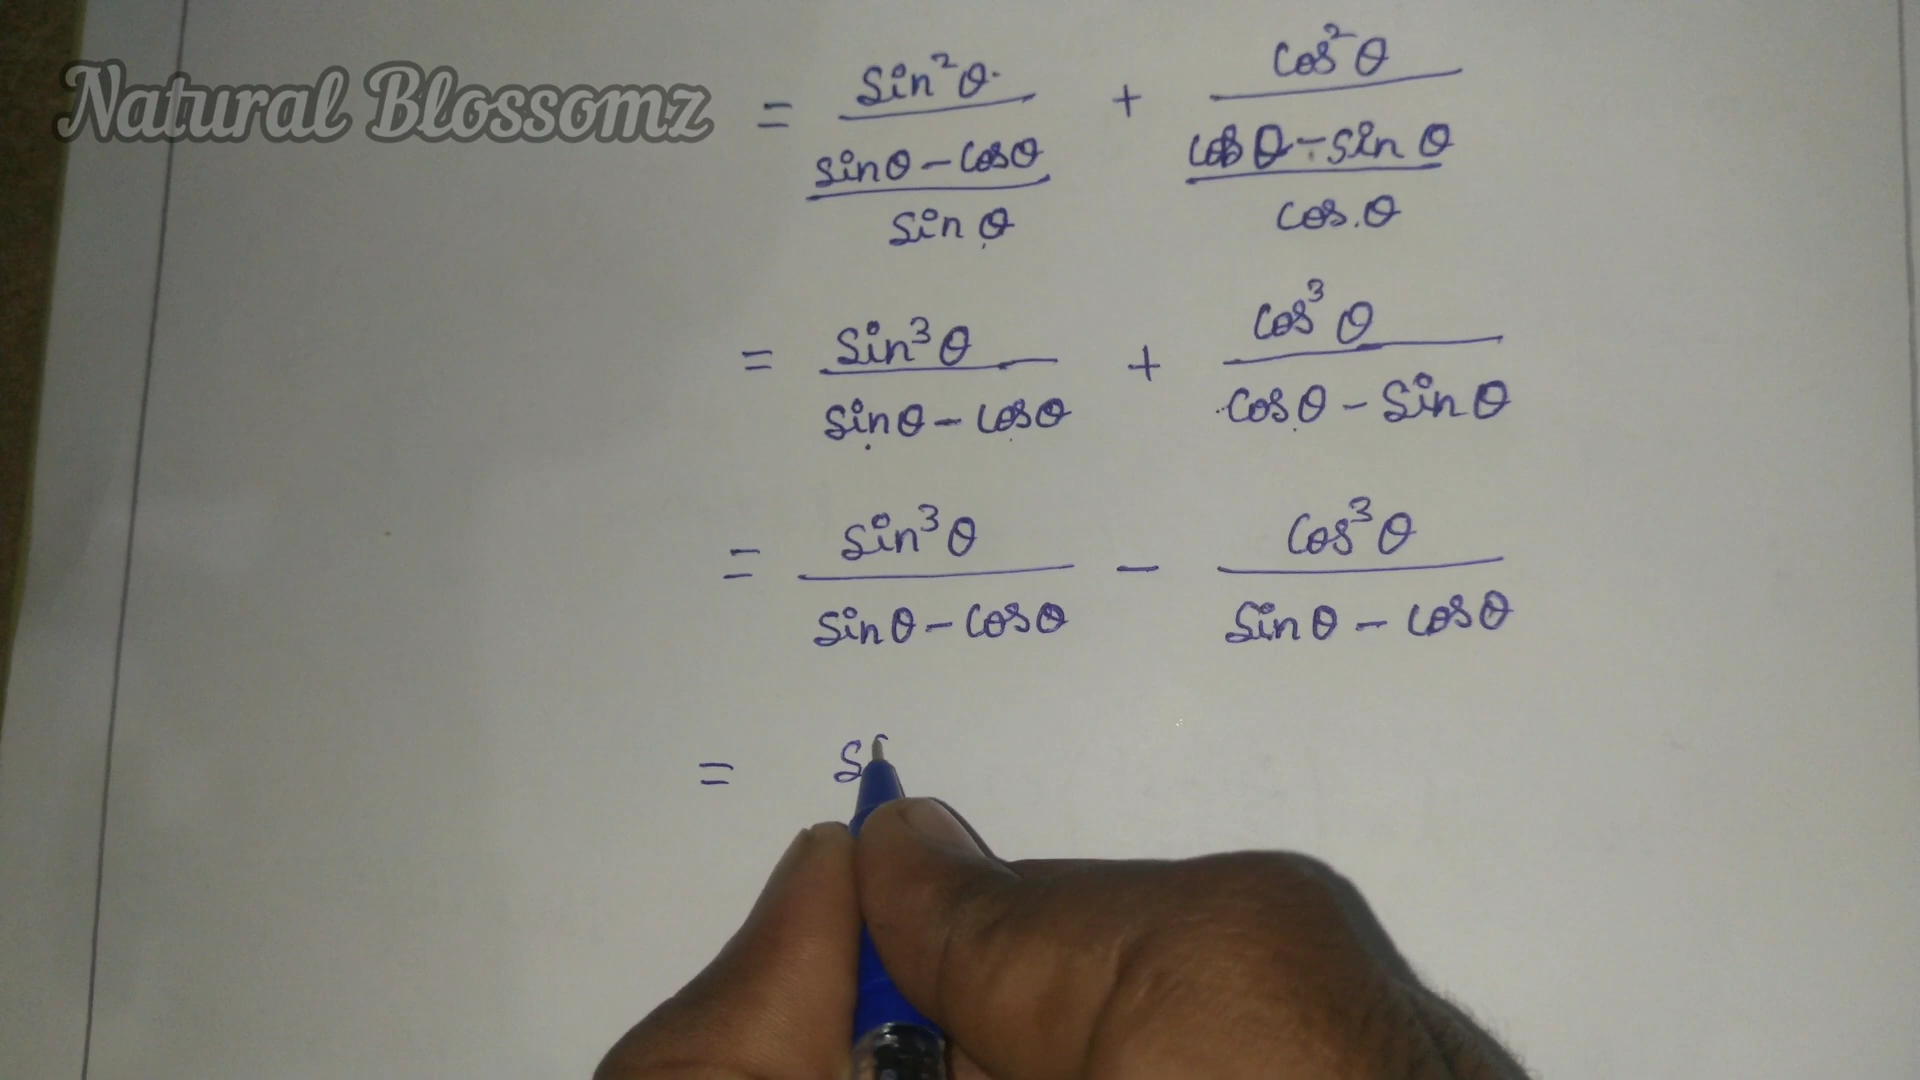 Natural Blossomz
= Sin²θ / ((sinθ - cosθ) / Sinθ) + Cos²θ / ((cosθ - sinθ) / cosθ)
= Sin³θ / (sinθ - cosθ) + Cos³θ / (cosθ - Sinθ)
= Sin³θ / (sinθ - cosθ) - Cos³θ / (Sinθ - cosθ)
= S